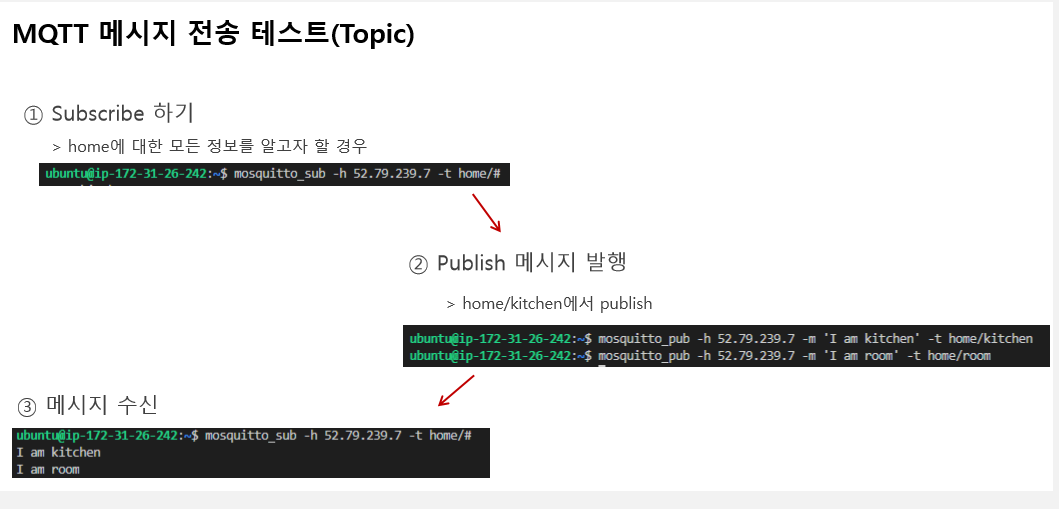 MQTT 메시지 전송 테스트(Topic)
① Subscribe 하기
> home에 대한 모든 정보를 알고자 할 경우
ubuntu@ip-172-31-26-242:~$ mosquitto_sub -h 52.79.239.7 -t home/#
② Publish 메시지 발행
> home/kitchen에서 publish
ubuntu@ip-172-31-26-242:~$ mosquitto_pub -h 52.79.239.7 -m 'I am kitchen' -t home/kitchen
ubuntu@ip-172-31-26-242:~$ mosquitto_pub -h 52.79.239.7 -m 'I am room' -t home/room
③ 메시지 수신
ubuntu@ip-172-31-26-242:~$ mosquitto_sub -h 52.79.239.7 -t home/#
I am kitchen
I am room